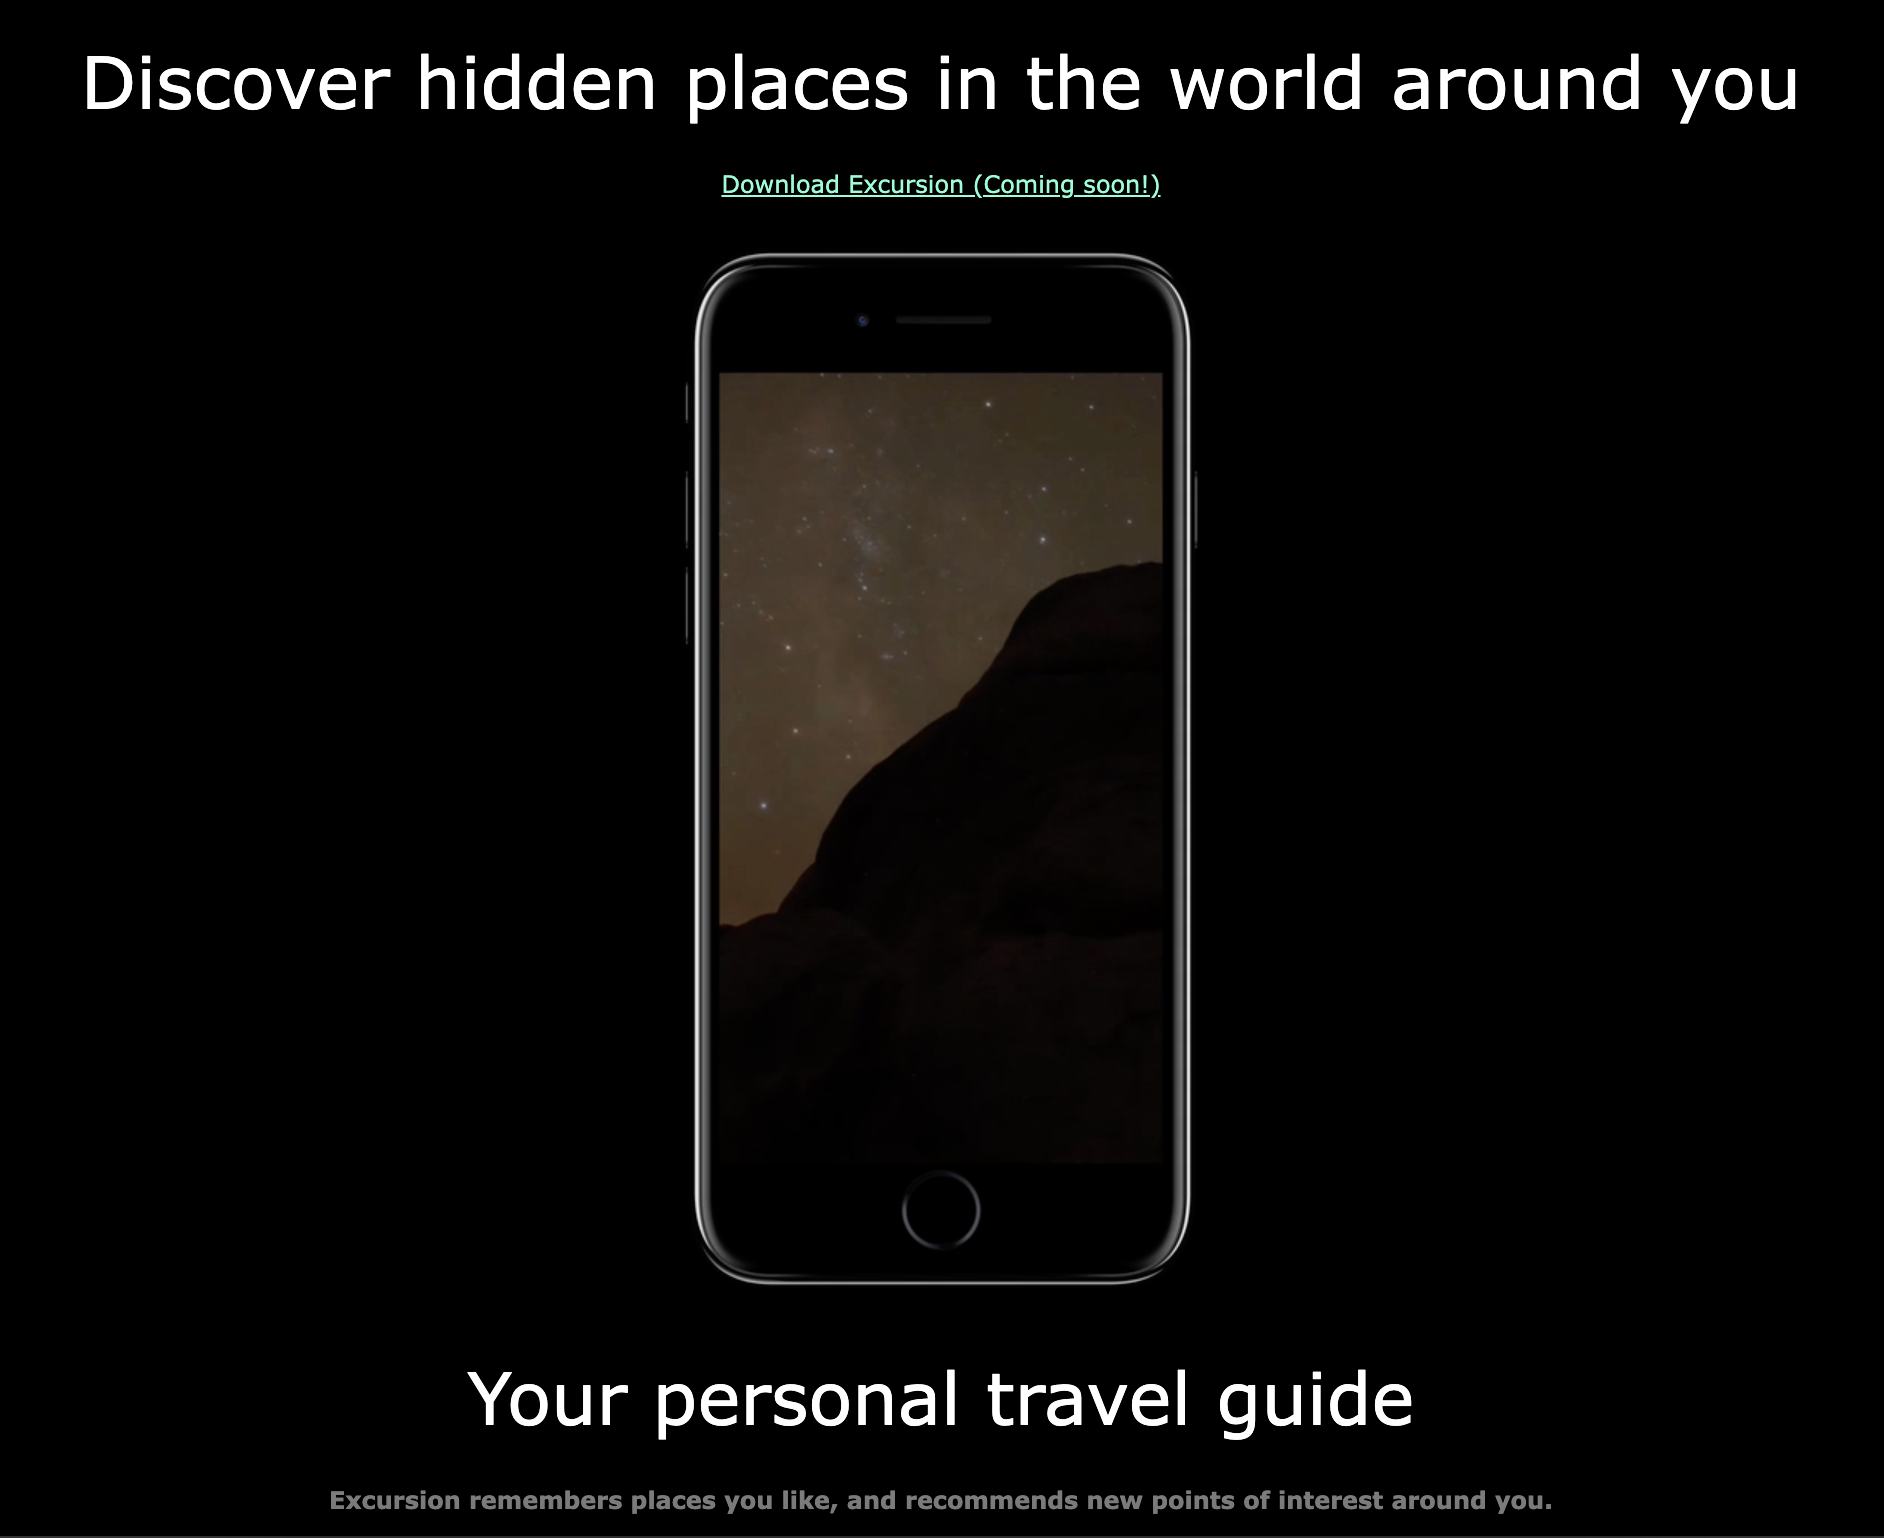 Discover hidden places in the world around you
Download Excursion (Coming soon!)
Your personal travel guide
Excursion remembers places you like, and recommends new points of interest around you.